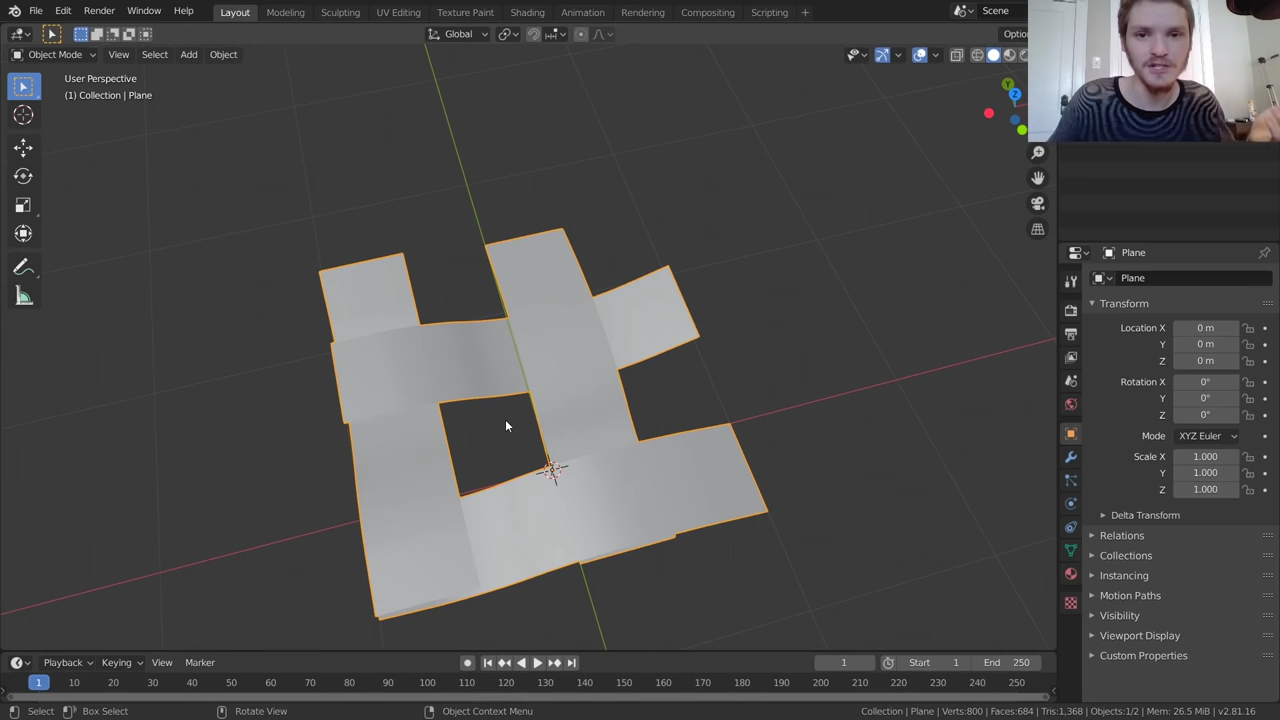 File Edit Render Window Help Layout Modeling Sculpting UV Editing Texture Paint Shading Animation Rendering Compositing Scripting + Scene
Global Optio
Object Mode View Select Add Object
User Perspective
(1) Collection | Plane
Y
Z
Plane
Plane
Transform
Location X 0 m
Y 0 m
Z 0 m
Rotation X 0°
Y 0°
Z 0°
Mode XYZ Euler
Scale X 1.000
Y 1.000
Z 1.000
Delta Transform
Relations
Collections
Instancing
Motion Paths
Visibility
Viewport Display
Custom Properties
Playback Keying View Marker 1 Start 1 End 250
1 10 20 30 40 50 60 70 80 90 100 110 120 130 140 150 160 170 180 190 200 210 220 230 240 250
Select Box Select Rotate View Object Context Menu Collection | Plane | Verts:800 | Faces:684 | Tris:1,368 | Objects:1/2 | Mem: 26.5 MiB | v2.81.16